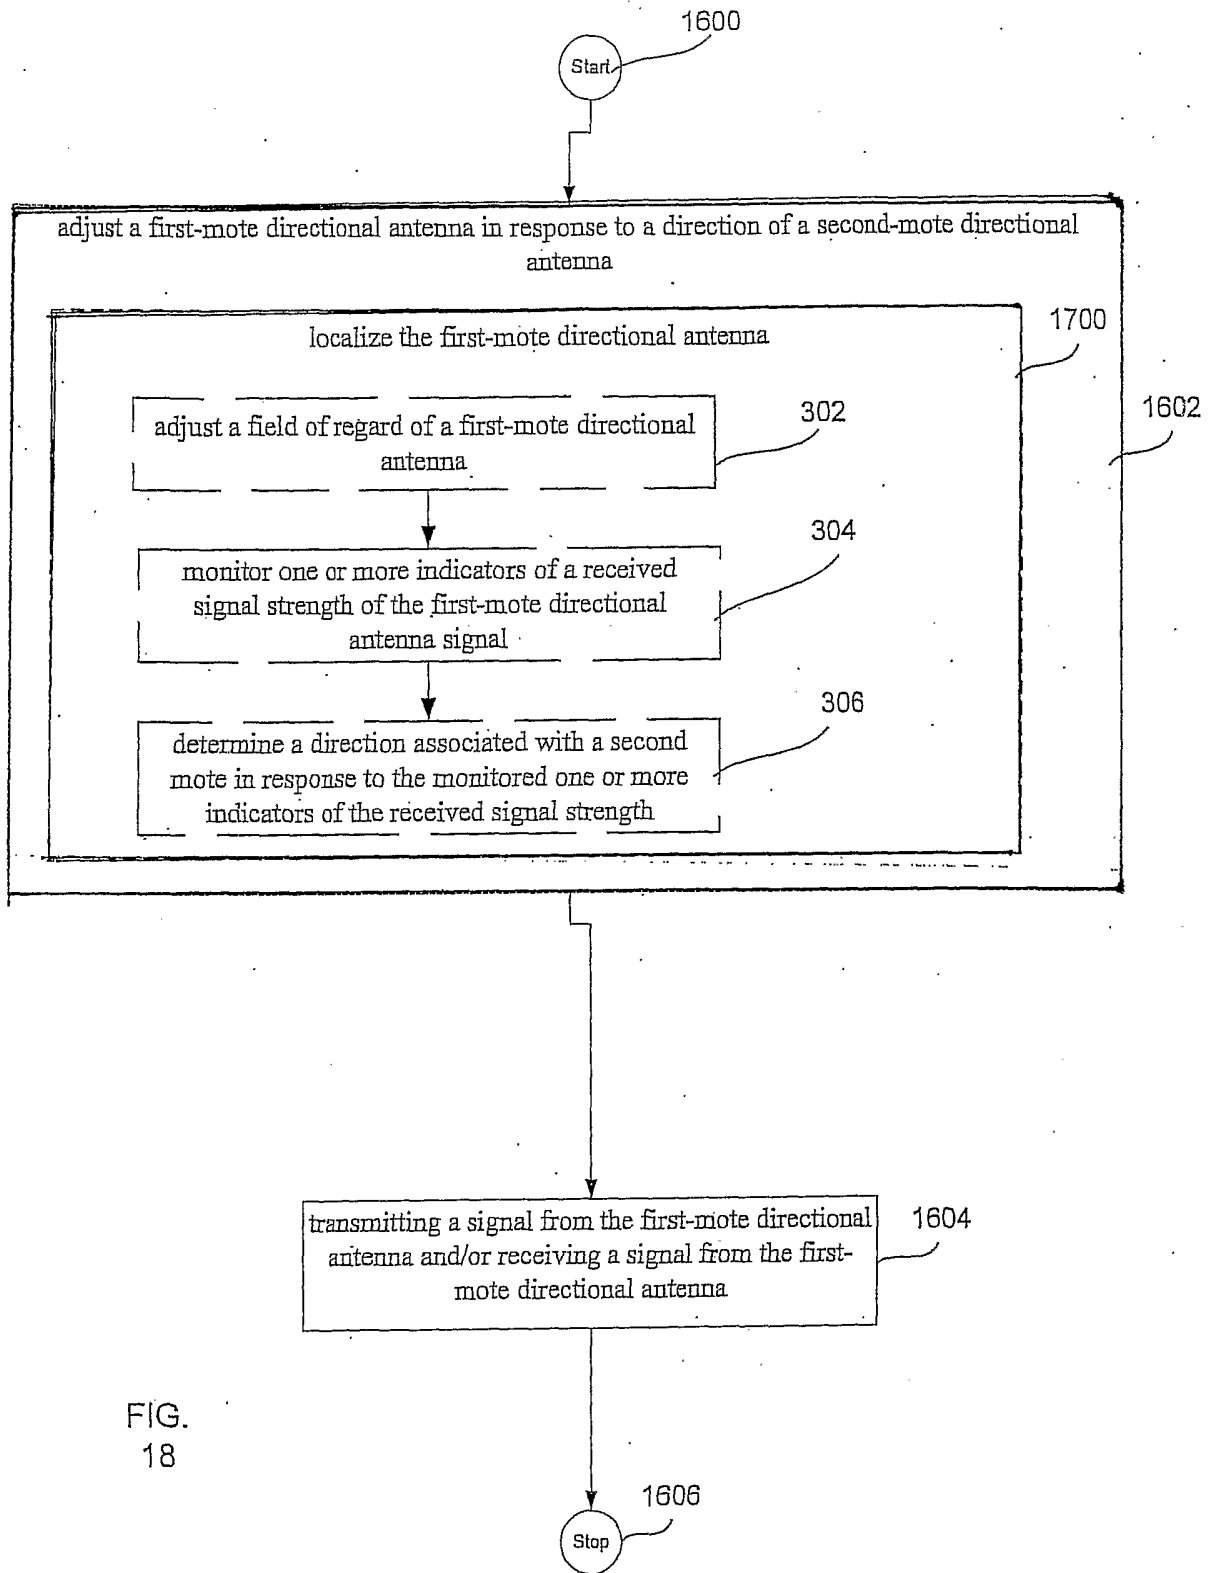 1600
Start
adjust a first-mote directional antenna in response to a direction of a second-mote directional
antenna
localize the first-mote directional antenna
1700
1602
adjust a field of regard of a first-mote directional
antenna
302
monitor one or more indicators of a received
signal strength of the first-mote directional
antenna signal
304
determine a direction associated with a second
mote in response to the monitored one or more
indicators of the received signal strength
306
transmitting a signal from the first-mote directional
antenna and/or receiving a signal from the first-
mote directional antenna
1604
FIG.
18
1606
Stop